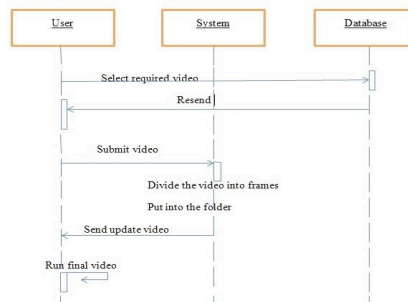 User
System
Database
Select required video
Resend
Submit video
Divide the video into frames
Put into the folder
Send update video
Run final video